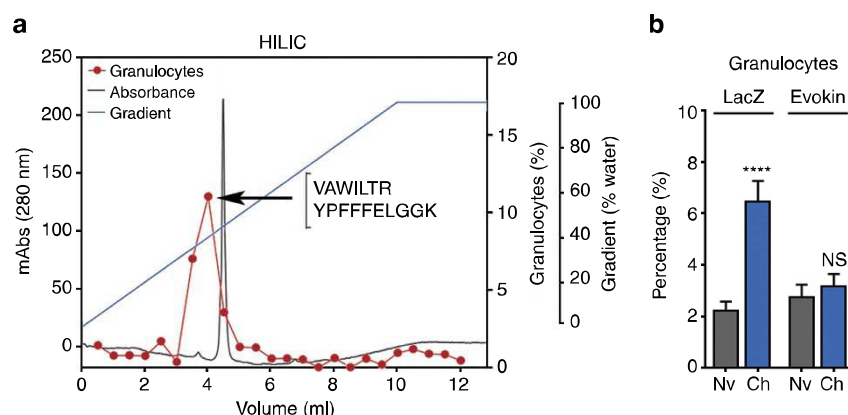 a
HILIC
250
200
150
100
50
0
mAbs (280 nm)
Granulocytes
Absorbance
Gradient
VAWILTR
YPFFFELGGK
0
2
4
6
8
10
12
Volume (ml)
20
15
10
5
0
Granulocytes (%)
100
80
60
40
20
0
Gradient (% water)
b
Granulocytes
LacZ Evokin
10
8
6
4
2
0
Percentage (%)
****
NS
Nv Ch Nv Ch